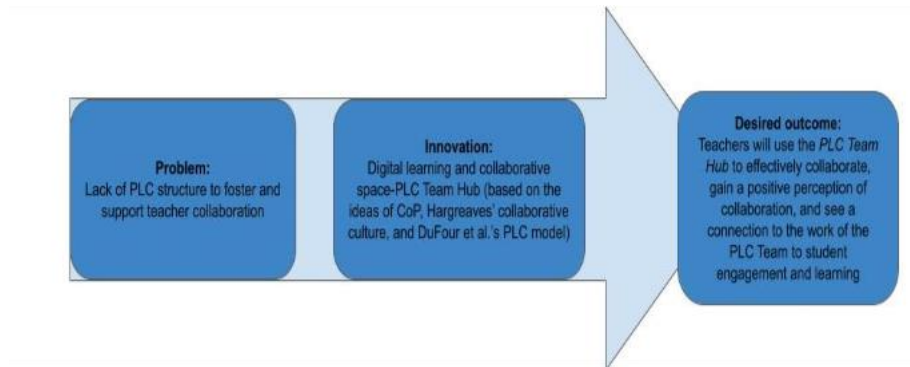 Problem:
Lack of PLC structure to foster and
support teacher collaboration
Innovation:
Digital learning and collaborative
space-PLC Team Hub (based on the
ideas of CoP, Hargreaves' collaborative
culture, and DuFour et al.'s PLC model)
Desired outcome:
Teachers will use the PLC Team
Hub to effectively collaborate,
gain a positive perception of
collaboration, and see a
connection to the work of the
PLC Team to student
engagement and learning